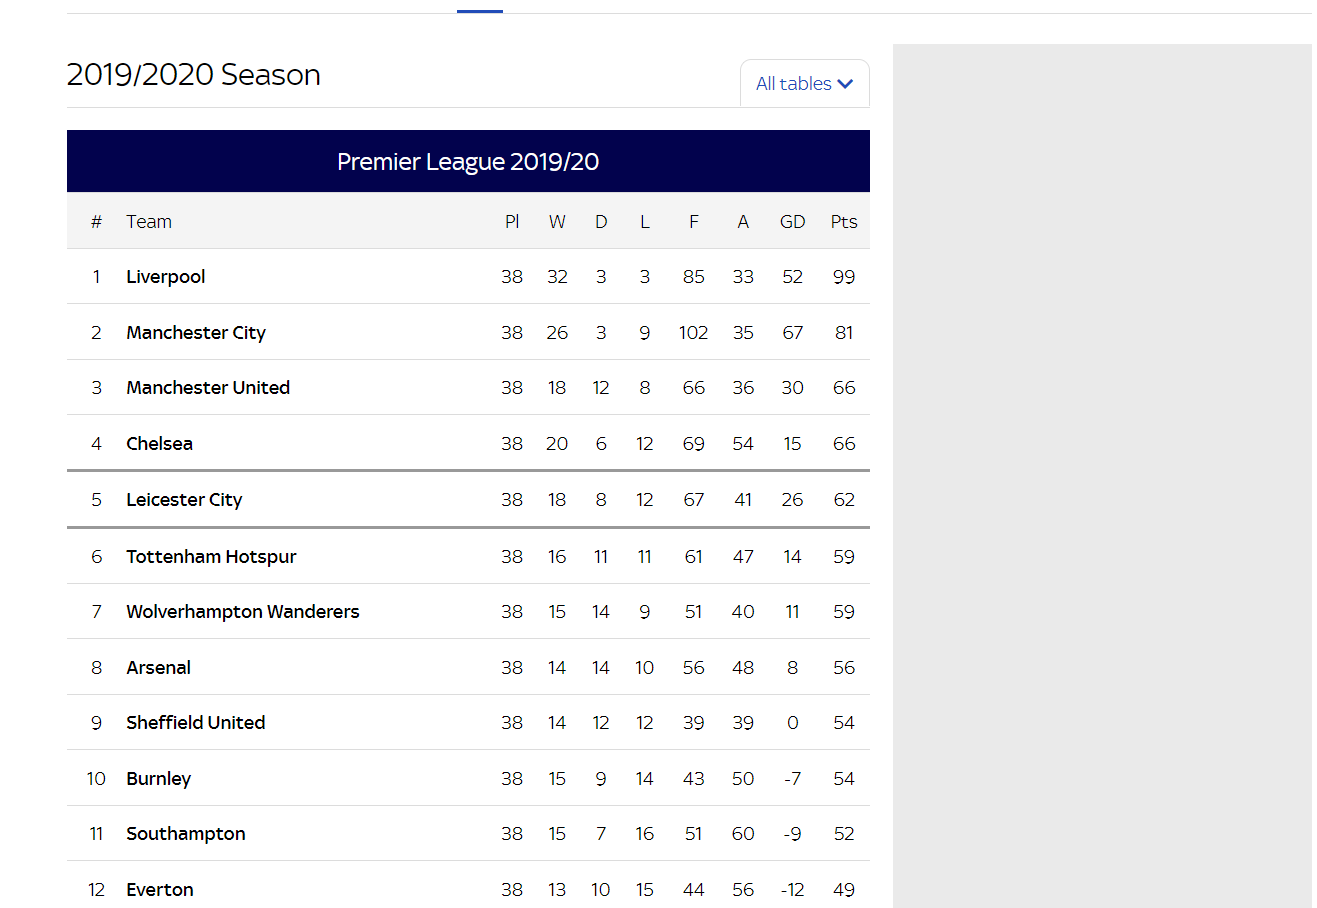 2019/2020 Season
All tables
Premier League 2019/20
# Team Pl W D L F A GD Pts
1 Liverpool 38 32 3 3 85 33 52 99
2 Manchester City 38 26 3 9 102 35 67 81
3 Manchester United 38 18 12 8 66 36 30 66
4 Chelsea 38 20 6 12 69 54 15 66
5 Leicester City 38 18 8 12 67 41 26 62
6 Tottenham Hotspur 38 16 11 11 61 47 14 59
7 Wolverhampton Wanderers 38 15 14 9 51 40 11 59
8 Arsenal 38 14 14 10 56 48 8 56
9 Sheffield United 38 14 12 12 39 39 0 54
10 Burnley 38 15 9 14 43 50 -7 54
11 Southampton 38 15 7 16 51 60 -9 52
12 Everton 38 13 10 15 44 56 -12 49